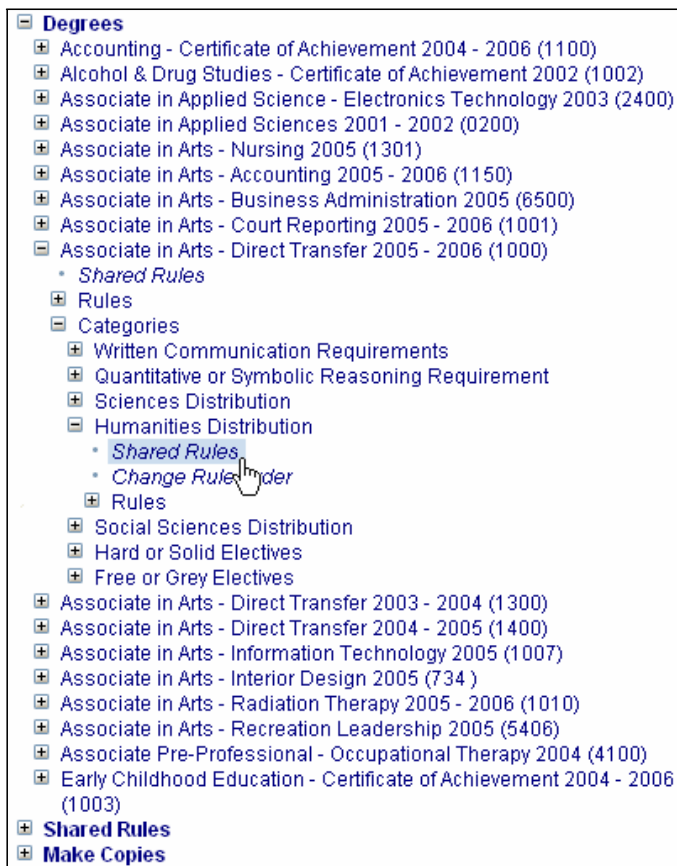 Degrees
Accounting - Certificate of Achievement 2004 - 2006 (1100)
Alcohol & Drug Studies - Certificate of Achievement 2002 (1002)
Associate in Applied Science - Electronics Technology 2003 (2400)
Associate in Applied Sciences 2001 - 2002 (0200)
Associate in Arts - Nursing 2005 (1301)
Associate in Arts - Accounting 2005 - 2006 (1150)
Associate in Arts - Business Administration 2005 (6500)
Associate in Arts - Court Reporting 2005 - 2006 (1001)
Associate in Arts - Direct Transfer 2005 - 2006 (1000)
Shared Rules
Rules
Categories
Written Communication Requirements
Quantitative or Symbolic Reasoning Requirement
Sciences Distribution
Humanities Distribution
Shared Rules
Change Rule
Rules
Social Sciences Distribution
Hard or Solid Electives
Free or Grey Electives
Associate in Arts - Direct Transfer 2003 - 2004 (1300)
Associate in Arts - Direct Transfer 2004 - 2005 (1400)
Associate in Arts - Information Technology 2005 (1007)
Associate in Arts - Interior Design 2005 (734 )
Associate in Arts - Radiation Therapy 2005 - 2006 (1010)
Associate in Arts - Recreation Leadership 2005 (5406)
Associate Pre-Professional - Occupational Therapy 2004 (4100)
Early Childhood Education - Certificate of Achievement 2004 - 2006
(1003)
Shared Rules
Make Copies